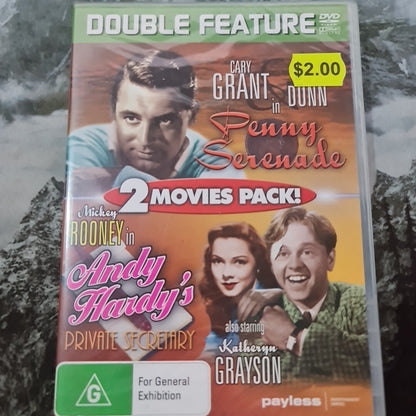 DOUBLE FEATURE
DVD
$2.00
CARY
GRANT & DUNN
in
Penny
Serenade
2 MOVIES PACK!
Mickey
ROONEY in
Andy
Hardy's
PRIVATE SECRETARY
also starring
Katheryn
GRAYSON
G
For General
Exhibition
payless